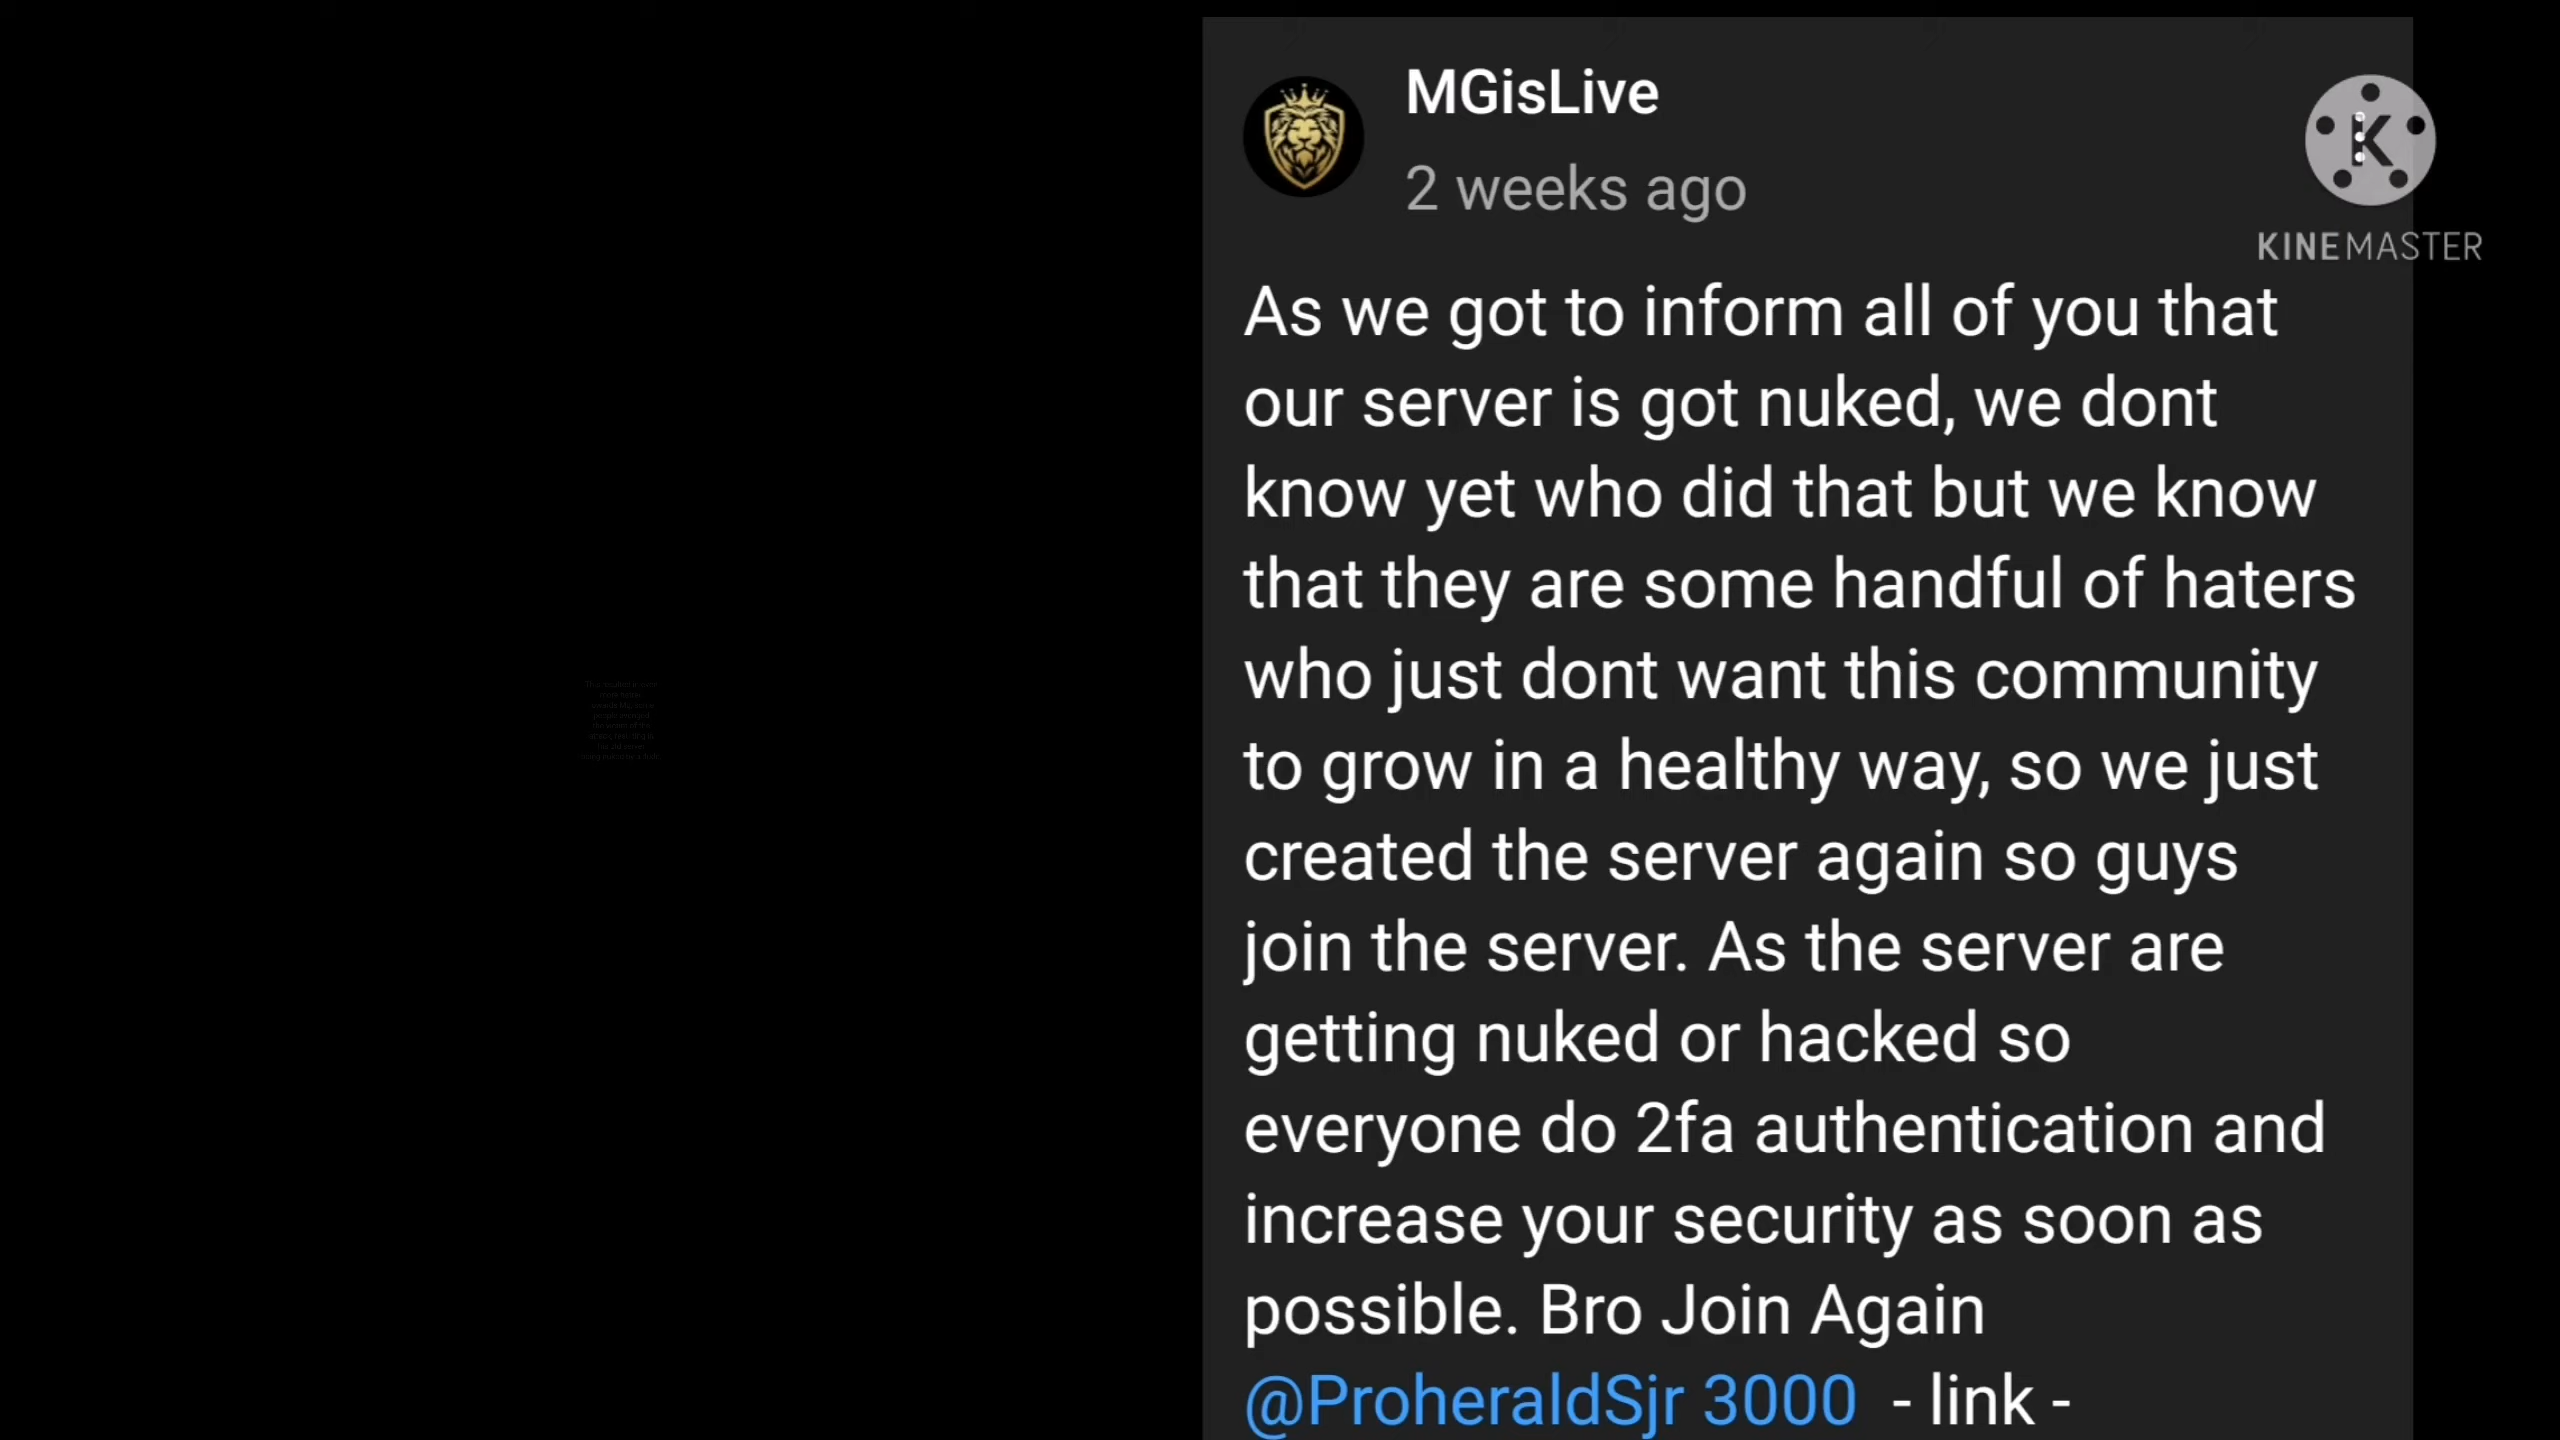 MGisLive
2 weeks ago
KINEMASTER
As we got to inform all of you that
our server is got nuked, we dont
know yet who did that but we know
that they are some handful of haters
who just dont want this community
to grow in a healthy way, so we just
created the server again so guys
join the server. As the server are
getting nuked or hacked so
everyone do 2fa authentication and
increase your security as soon as
possible. Bro Join Again
@ProheraldSjr 3000 - link -